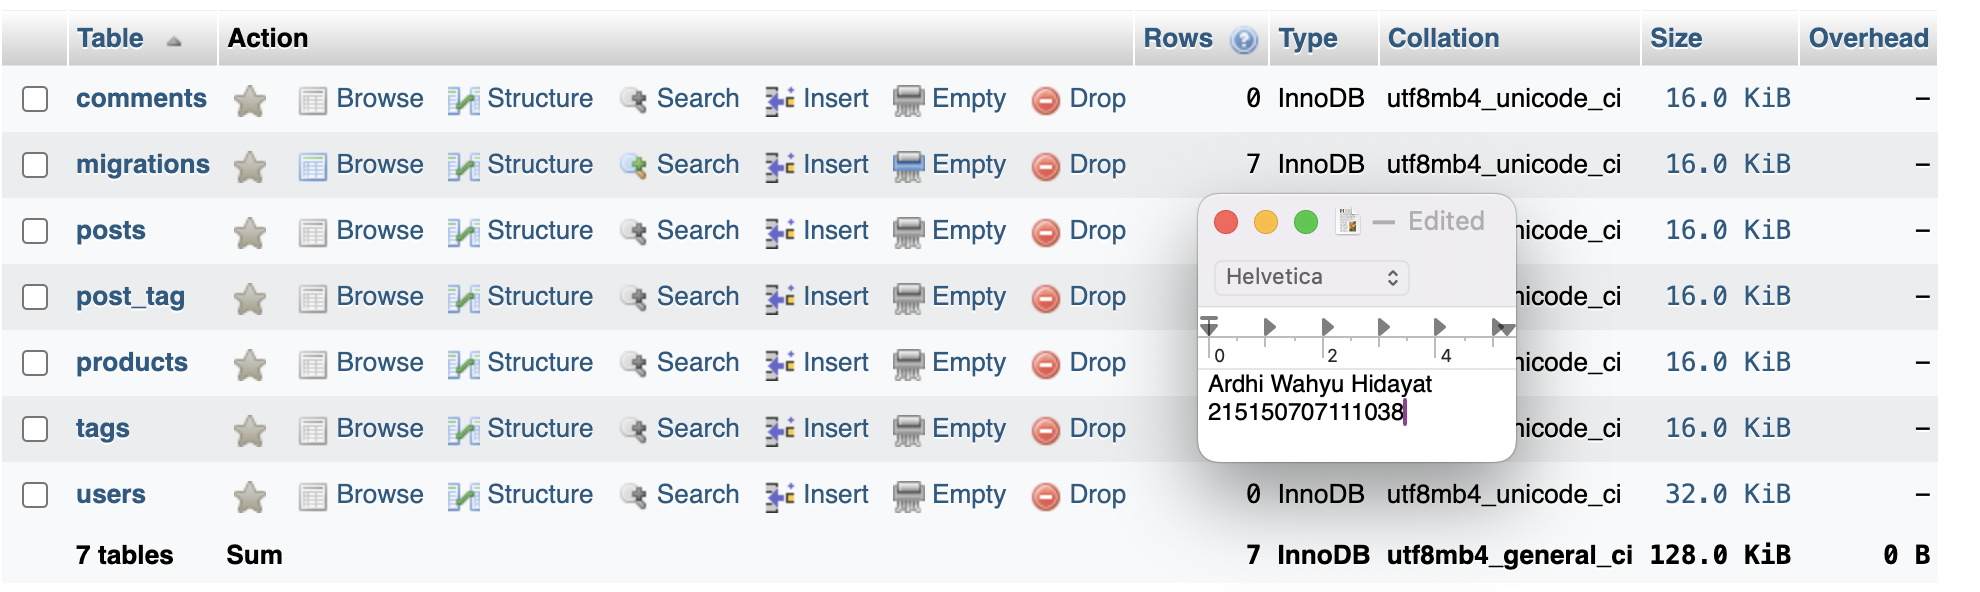 Table Action Rows Type Collation Size Overhead
comments Browse Structure Search Insert Empty Drop 0 InnoDB utf8mb4_unicode_ci 16.0 KiB –
migrations Browse Structure Search Insert Empty Drop 7 InnoDB utf8mb4_unicode_ci 16.0 KiB –
posts Browse Structure Search Insert Empty Drop nicode_ci 16.0 KiB –
post_tag Browse Structure Search Insert Empty Drop nicode_ci 16.0 KiB –
products Browse Structure Search Insert Empty Drop nicode_ci 16.0 KiB –
tags Browse Structure Search Insert Empty Drop nicode_ci 16.0 KiB –
users Browse Structure Search Insert Empty Drop 0 InnoDB utf8mb4_unicode_ci 32.0 KiB –
7 tables Sum 7 InnoDB utf8mb4_general_ci 128.0 KiB 0 B
— Edited
Helvetica
0 2 4
Ardhi Wahyu Hidayat
215150707111038